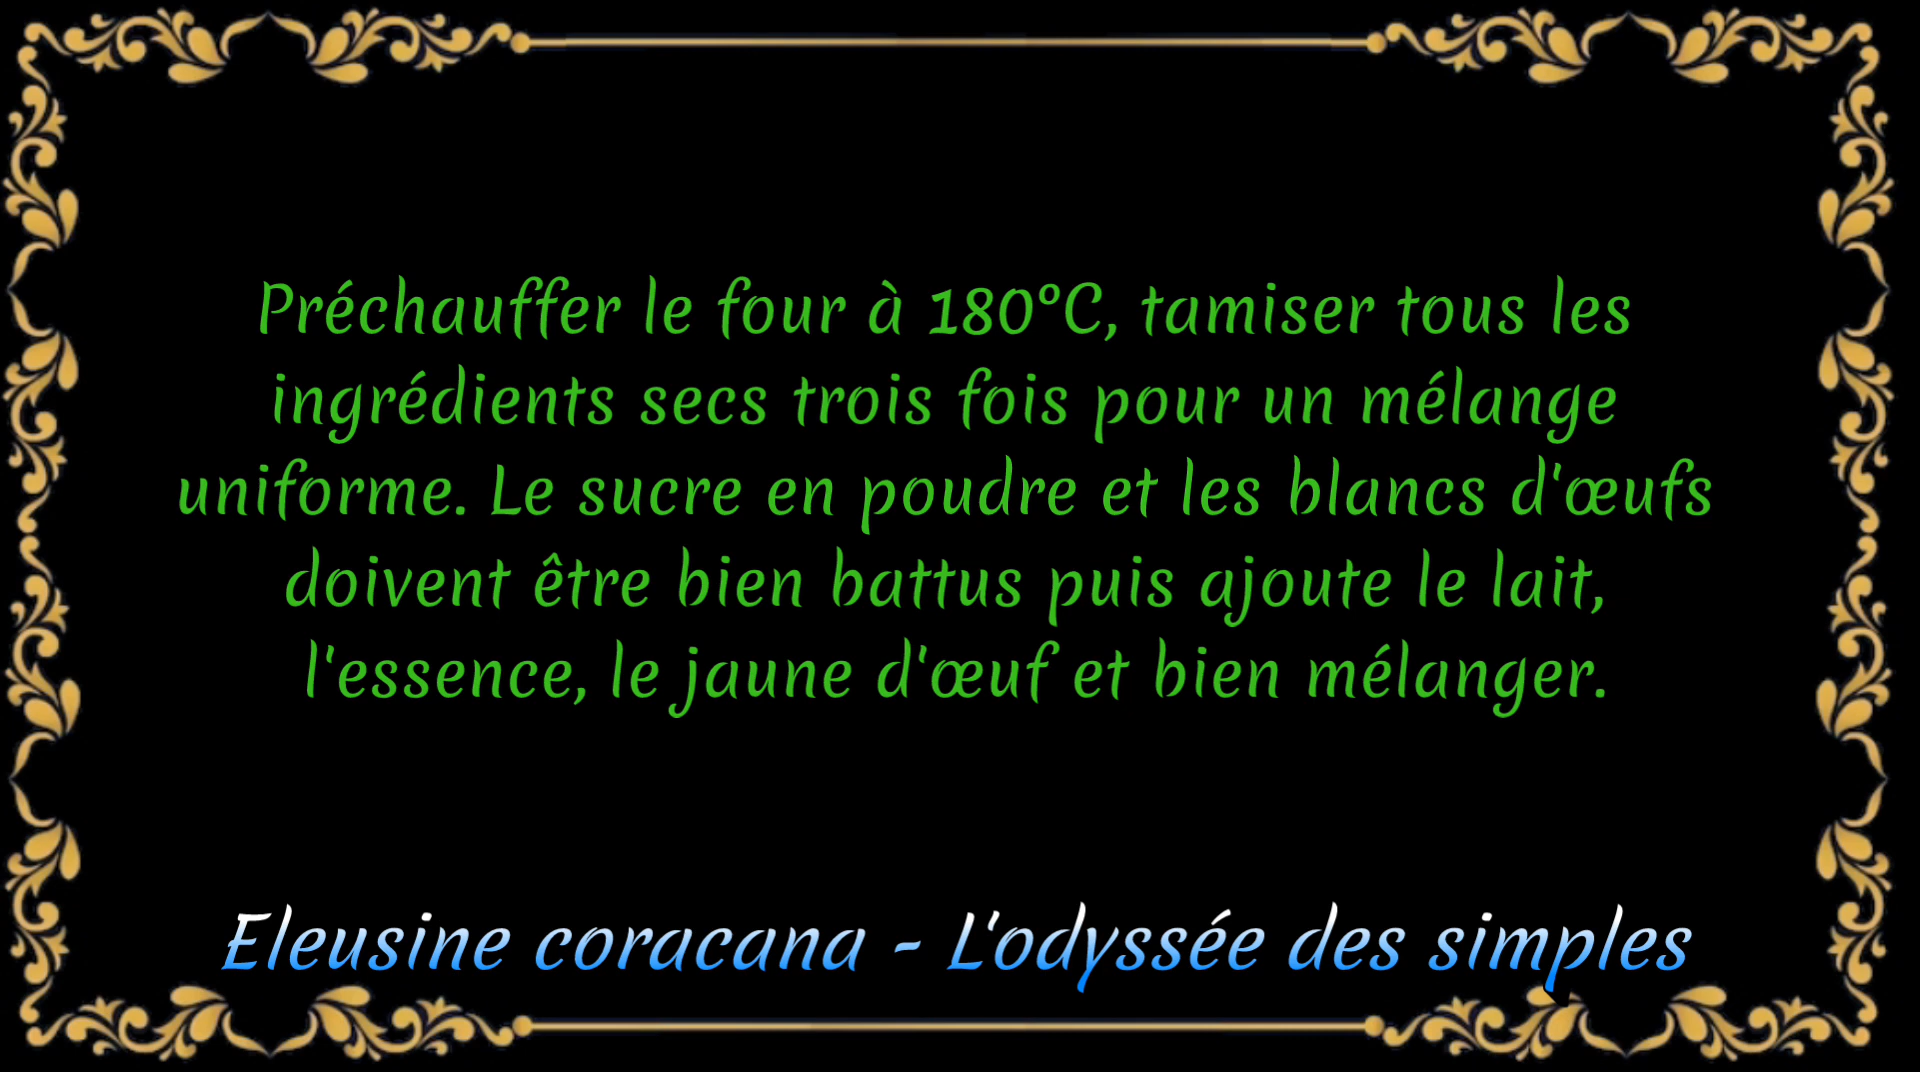 Préchauffer le four à 180°C, tamiser tous les
ingrédients secs trois fois pour un mélange
uniforme. Le sucre en poudre et les blancs d'œufs
doivent être bien battus puis ajoute le lait,
l'essence, le jaune d'œuf et bien mélanger.
Eleusine coracana - L'odyssée des simples